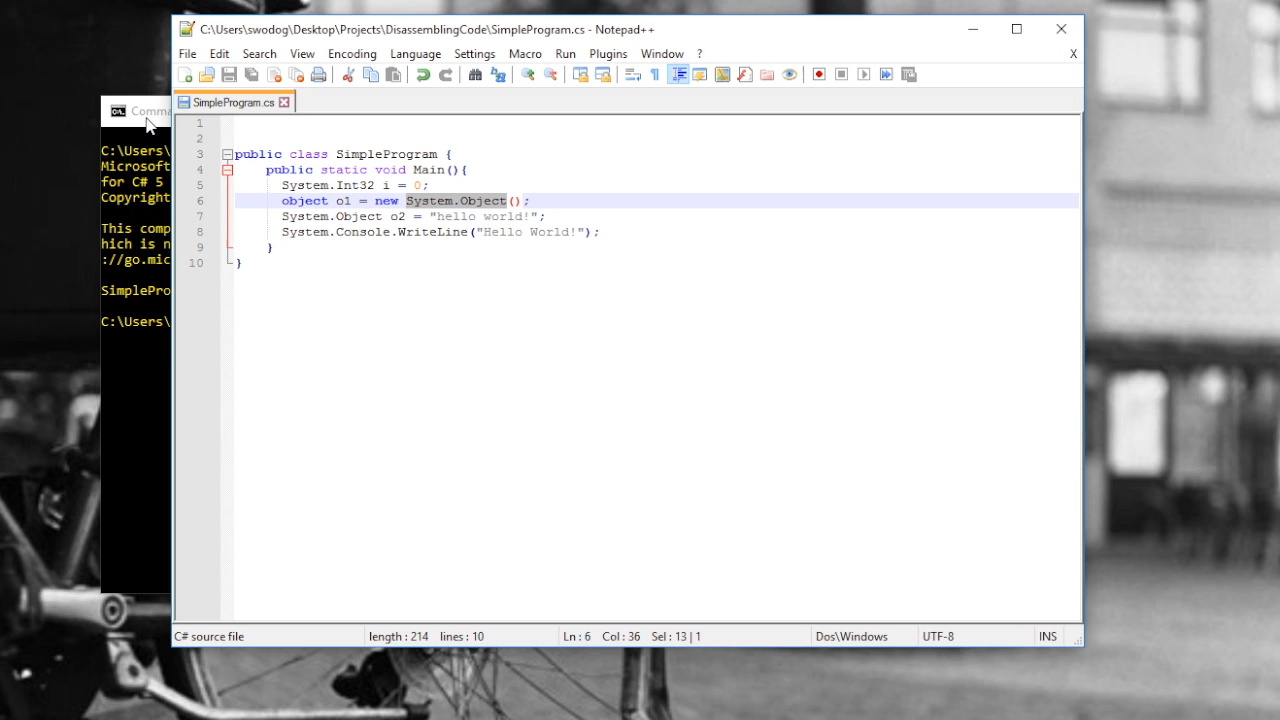 C:\Users\swodog\Desktop\Projects\DisassemblingCode\SimpleProgram.cs - Notepad++
File Edit Search View Encoding Language Settings Macro Run Plugins Window ? X
SimpleProgram.cs
Comma
C:\Users\
Microsoft
for C# 5
Copyright
This comp
hich is n
://go.mic
SimplePro
C:\Users\
1
2
3 public class SimpleProgram {
4 public static void Main(){
5 System.Int32 i = 0;
6 object o1 = new System.Object();
7 System.Object o2 = "hello world!";
8 System.Console.WriteLine("Hello World!");
9 }
10 }
C# source file length : 214 lines : 10 Ln : 6 Col : 36 Sel : 13 | 1 Dos\Windows UTF-8 INS